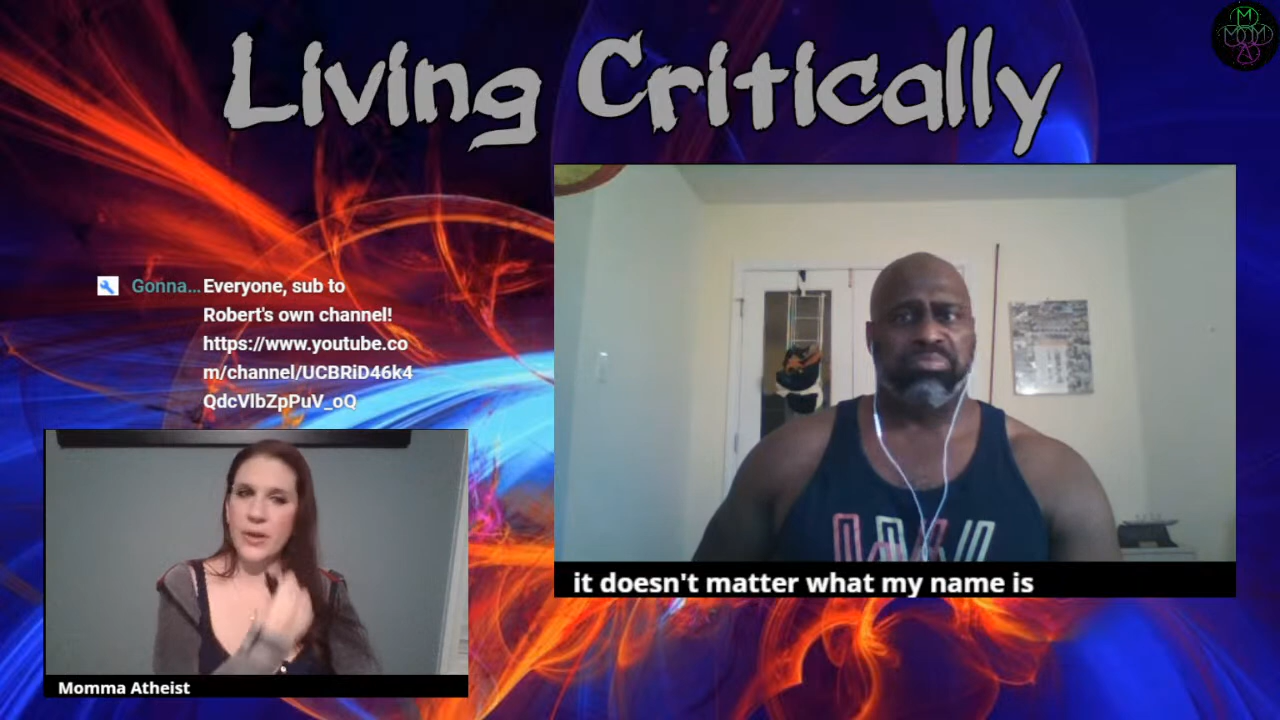 Living Critically
M
MOM
A
Gonna... Everyone, sub to
Robert's own channel!
https://www.youtube.co
m/channel/UCBRiD46k4
QdcVlbZpPuV_oQ
it doesn't matter what my name is
Momma Atheist